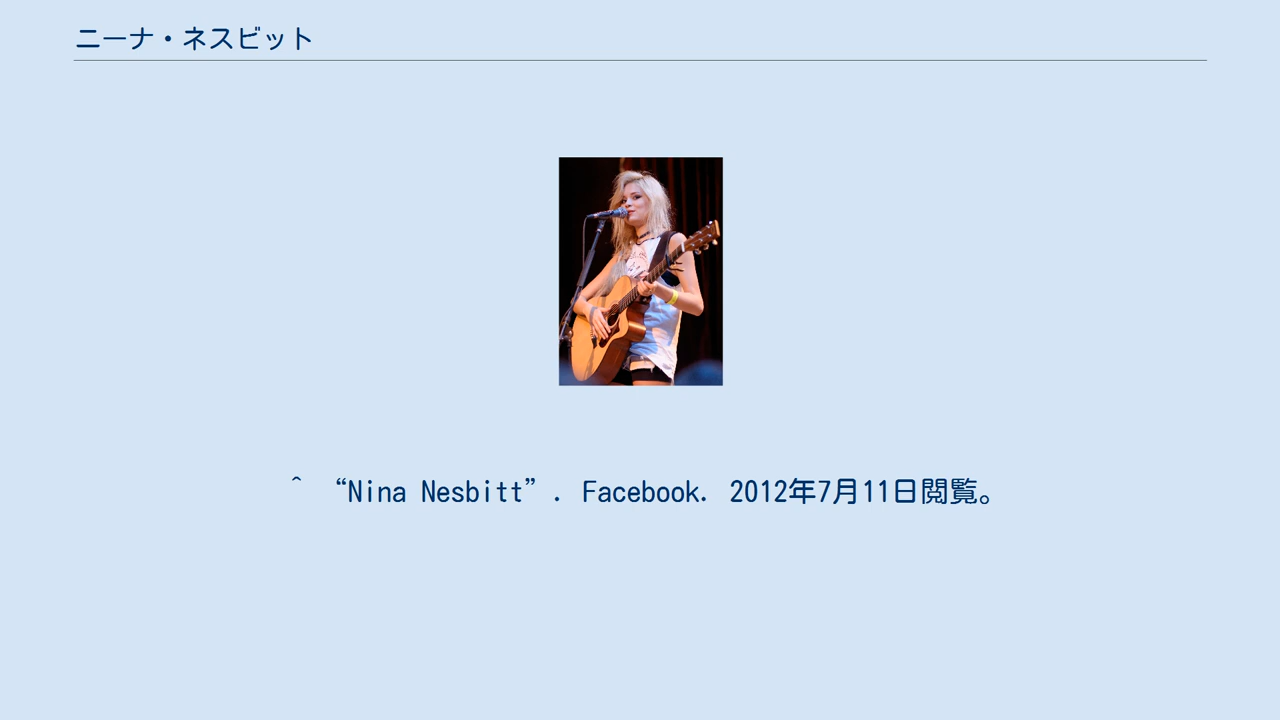 ニーナ・ネスビット
^ “Nina Nesbitt”. Facebook. 2012年7月11日閲覧。